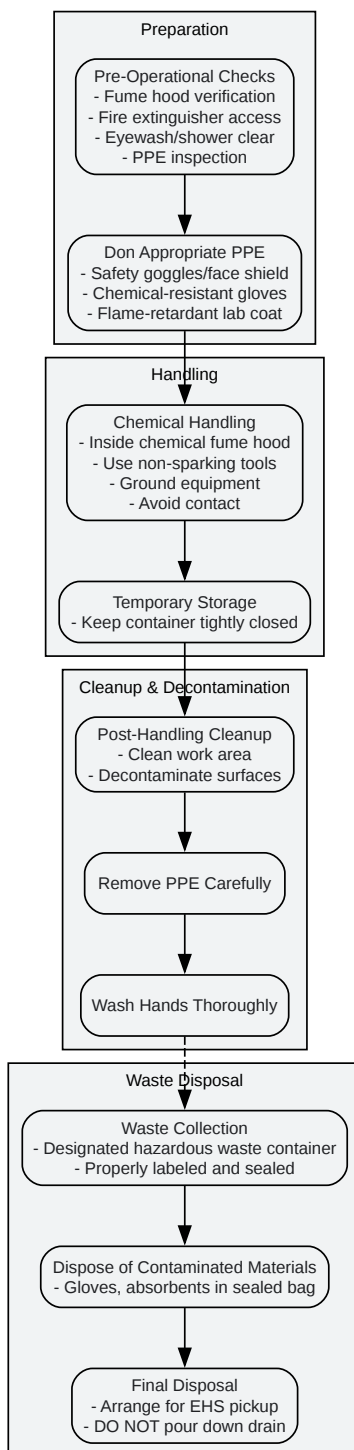 Preparation
Pre-Operational Checks
- Fume hood verification
- Fire extinguisher access
- Eyewash/shower clear
- PPE inspection
Don Appropriate PPE
- Safety goggles/face shield
- Chemical-resistant gloves
- Flame-retardant lab coat
Handling
Chemical Handling
- Inside chemical fume hood
- Use non-sparking tools
- Ground equipment
- Avoid contact
Temporary Storage
- Keep container tightly closed
Cleanup & Decontamination
Post-Handling Cleanup
- Clean work area
- Decontaminate surfaces
Remove PPE Carefully
Wash Hands Thoroughly
Waste Disposal
Waste Collection
- Designated hazardous waste container
- Properly labeled and sealed
Dispose of Contaminated Materials
- Gloves, absorbents in sealed bag
Final Disposal
- Arrange for EHS pickup
- DO NOT pour down drain